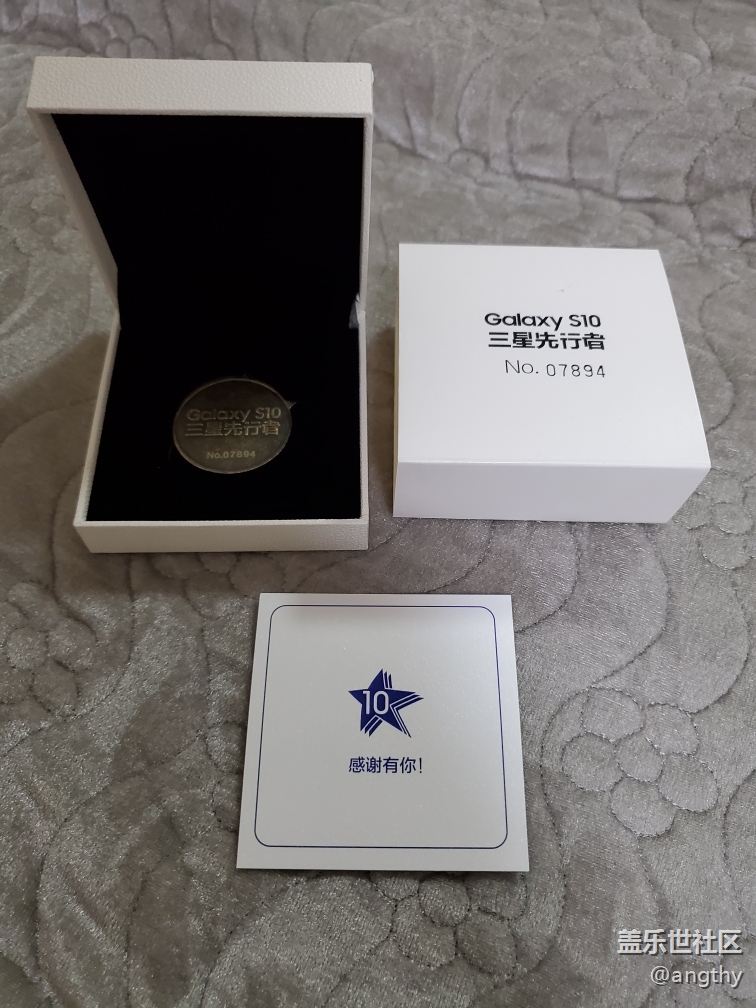 Galaxy S10
三星先行者
No.07894
Galaxy S10
三星先行者
No. 07894
10
感谢有你！
盖乐世社区
@angthy